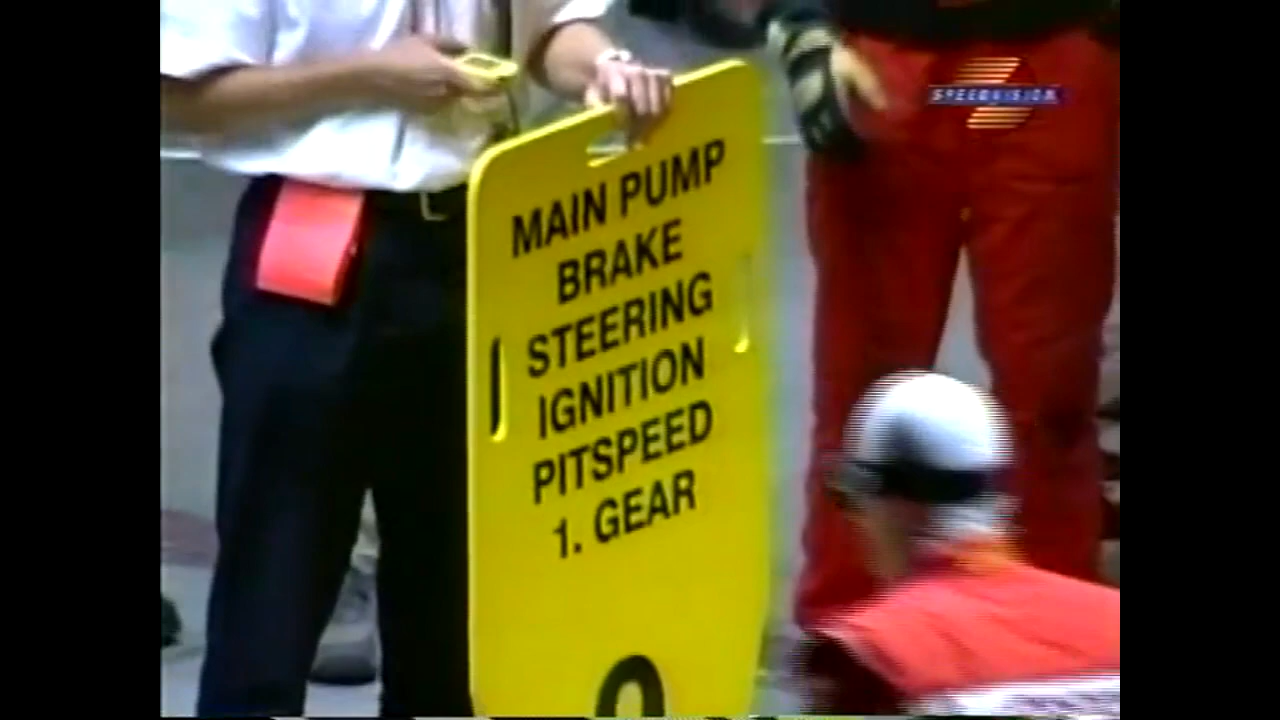 SPEEDVISION
MAIN PUMP
BRAKE
STEERING
IGNITION
PITSPEED
1. GEAR